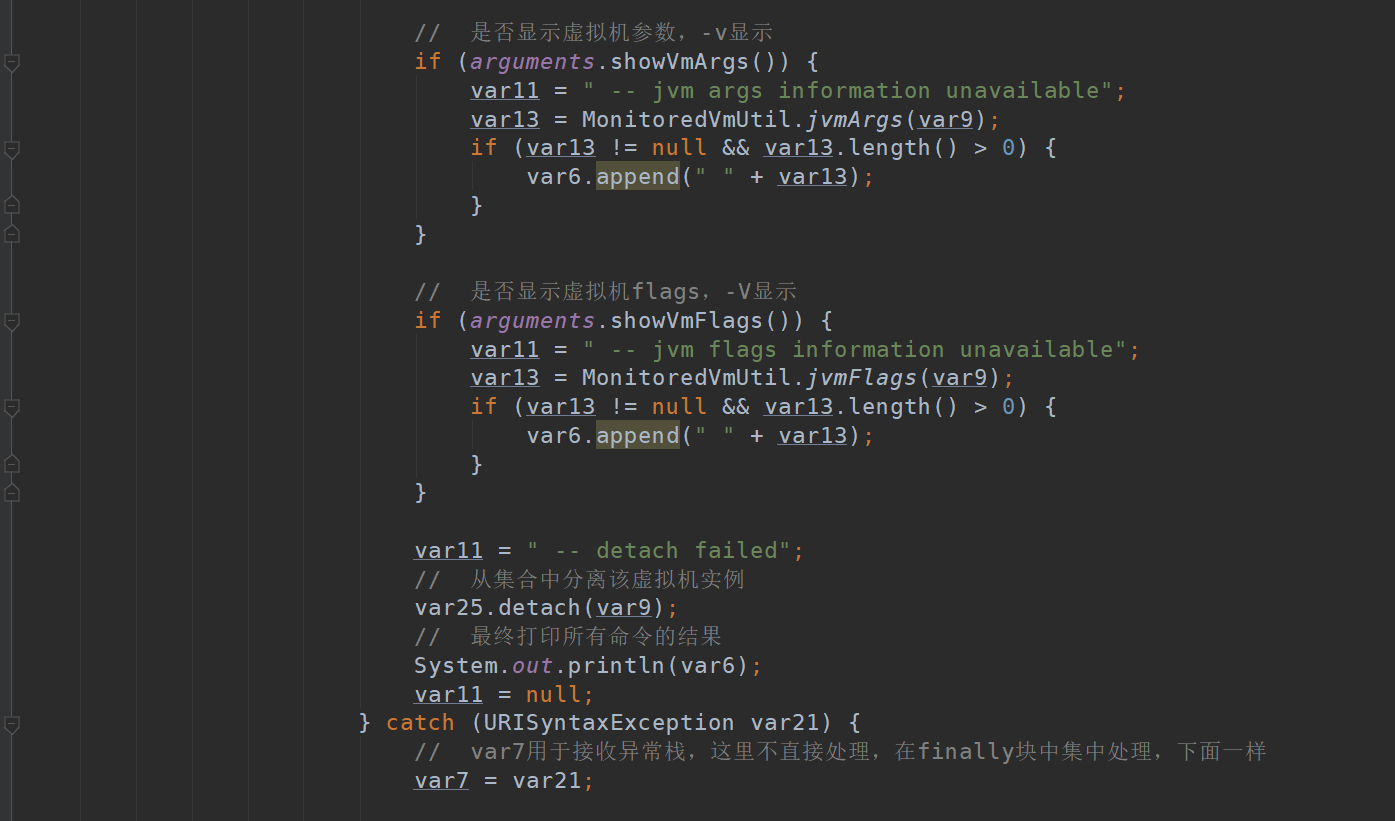 //  是否显示虚拟机参数，-v显示
if (arguments.showVmArgs()) {
var11 = " -- jvm args information unavailable";
var13 = MonitoredVmUtil.jvmArgs(var9);
if (var13 != null && var13.length() > 0) {
var6.append(" " + var13);
}
}
//  是否显示虚拟机flags，-V显示
if (arguments.showVmFlags()) {
var11 = " -- jvm flags information unavailable";
var13 = MonitoredVmUtil.jvmFlags(var9);
if (var13 != null && var13.length() > 0) {
var6.append(" " + var13);
}
}
var11 = " -- detach failed";
//  从集合中分离该虚拟机实例
var25.detach(var9);
//  最终打印所有命令的结果
System.out.println(var6);
var11 = null;
} catch (URISyntaxException var21) {
//  var7用于接收异常栈，这里不直接处理，在finally块中集中处理，下面一样
var7 = var21;